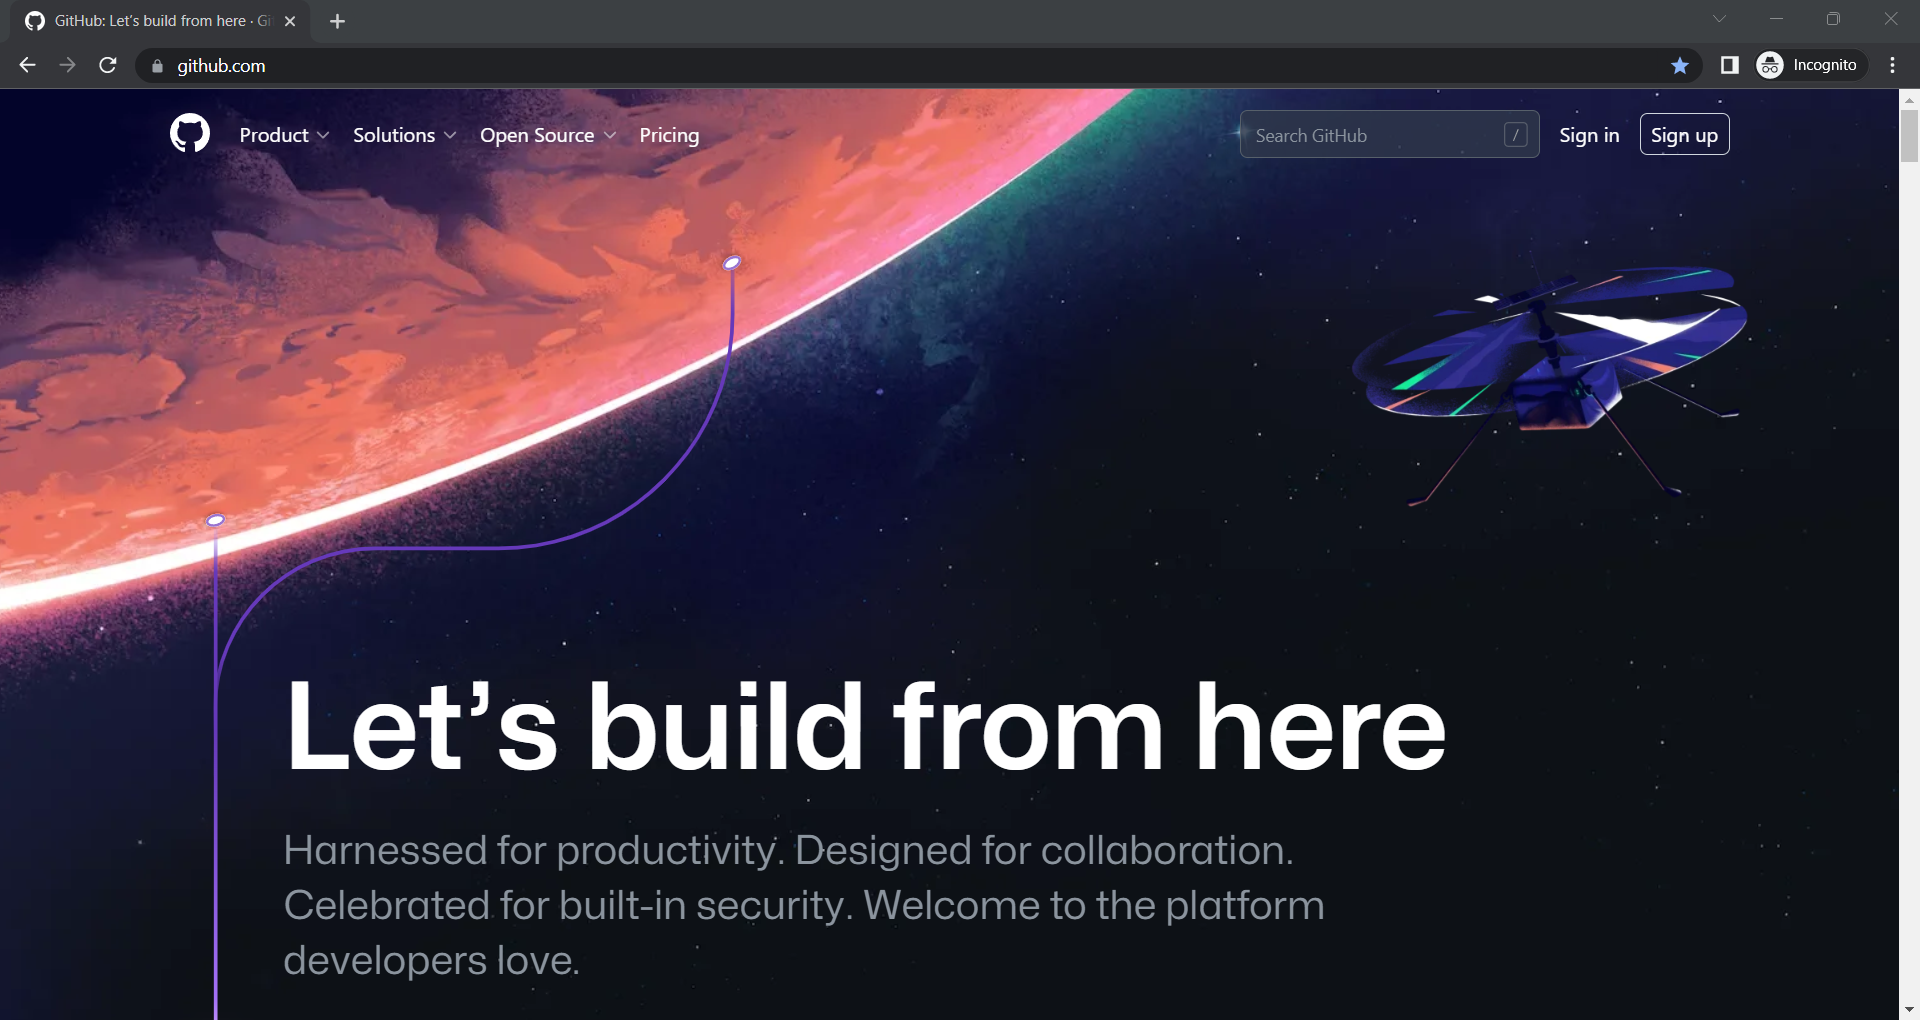 GitHub: Let's build from here · Gi
github.com
Incognito
Product
Solutions
Open Source
Pricing
Search GitHub
/
Sign in
Sign up
Let’s build from here
Harnessed for productivity. Designed for collaboration.
Celebrated for built-in security. Welcome to the platform
developers love.